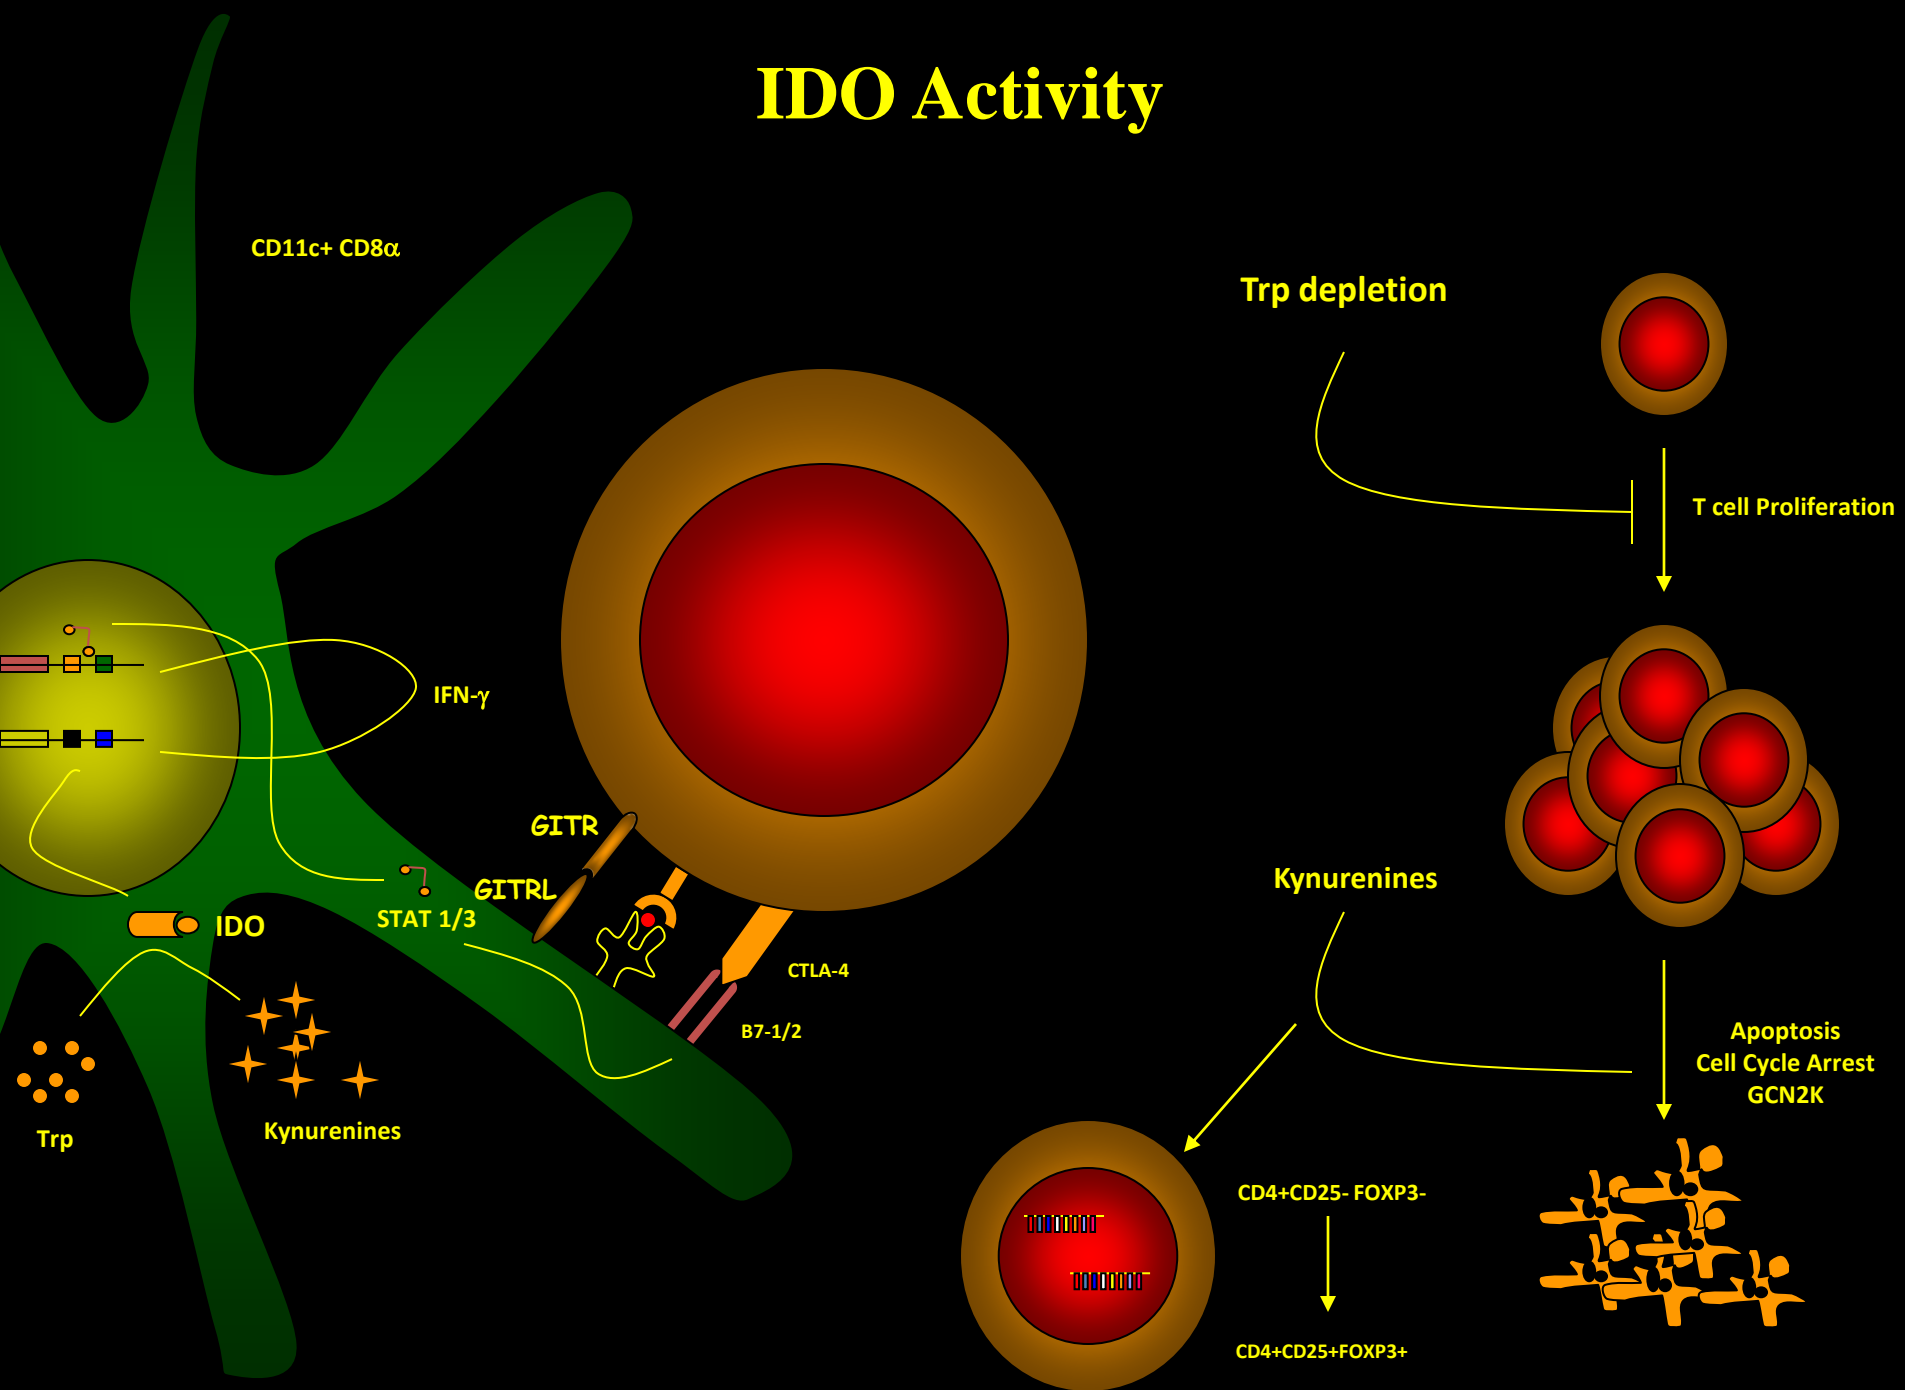 IDO Activity
CD11c+ CD8α
Trp depletion
T cell Proliferation
IFN-γ
GITR
GITRL
STAT 1/3
IDO
CTLA-4
B7-1/2
Trp
Kynurenines
Kynurenines
Apoptosis
Cell Cycle Arrest
GCN2K
CD4+CD25- FOXP3-
CD4+CD25+FOXP3+